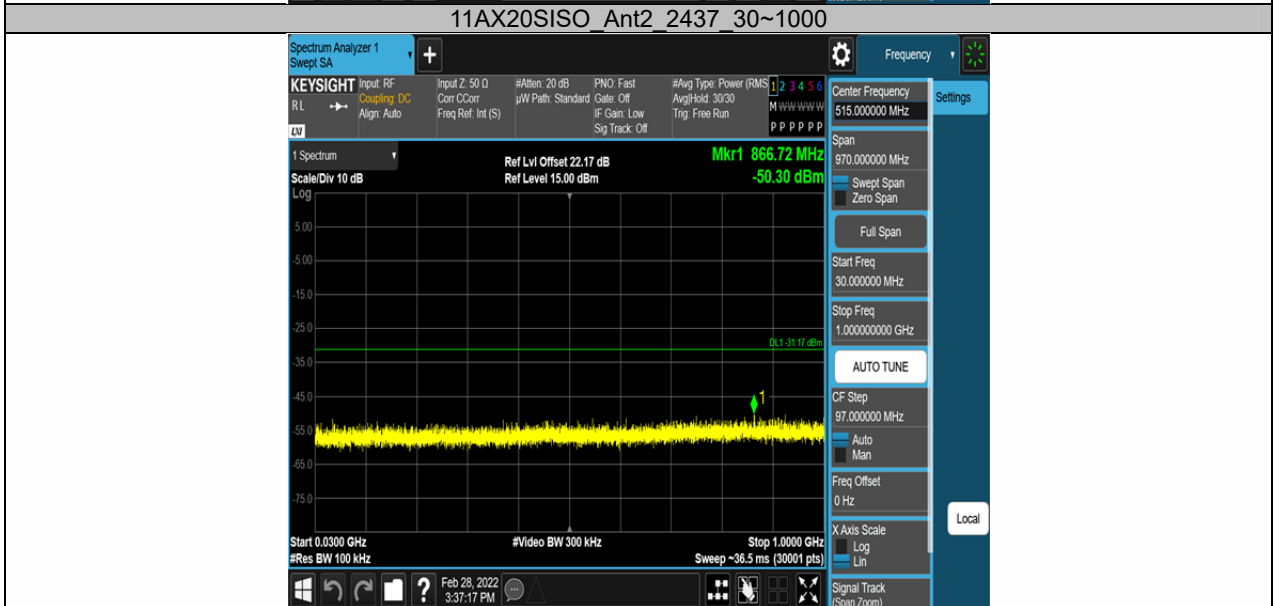 11AX20SISO_Ant2_2437_30~1000
Spectrum Analyzer 1
Swept SA
+
Frequency
KEYSIGHT
RL
LXI
Input: RF
Coupling: DC
Align: Auto
Input Z: 50 Ω
Corr CCorr
Freq Ref: Int (S)
#Atten: 20 dB
µW Path: Standard
PNO: Fast
Gate: Off
IF Gain: Low
Sig Track: Off
#Avg Type: Power (RMS
Avg|Hold: 30/30
Trig: Free Run
1 2 3 4 5 6
M W W W W W
P P P P P P
1 Spectrum
Scale/Div 10 dB
Log
Ref Lvl Offset 22.17 dB
Ref Level 15.00 dBm
Mkr1 866.72 MHz
-50.30 dBm
5.00
-5.00
-15.0
-25.0
DL1 -31.17 dBm
-35.0
-45.0
1
-55.0
-65.0
-75.0
Start 0.0300 GHz
#Res BW 100 kHz
#Video BW 300 kHz
Stop 1.0000 GHz
Sweep ~36.5 ms (30001 pts)
?
Feb 28, 2022
3:37:17 PM
Center Frequency
515.000000 MHz
Settings
Span
970.000000 MHz
Swept Span
Zero Span
Full Span
Start Freq
30.000000 MHz
Stop Freq
1.000000000 GHz
AUTO TUNE
CF Step
97.000000 MHz
Auto
Man
Freq Offset
0 Hz
Local
X Axis Scale
Log
Lin
Signal Track
(Span Zoom)